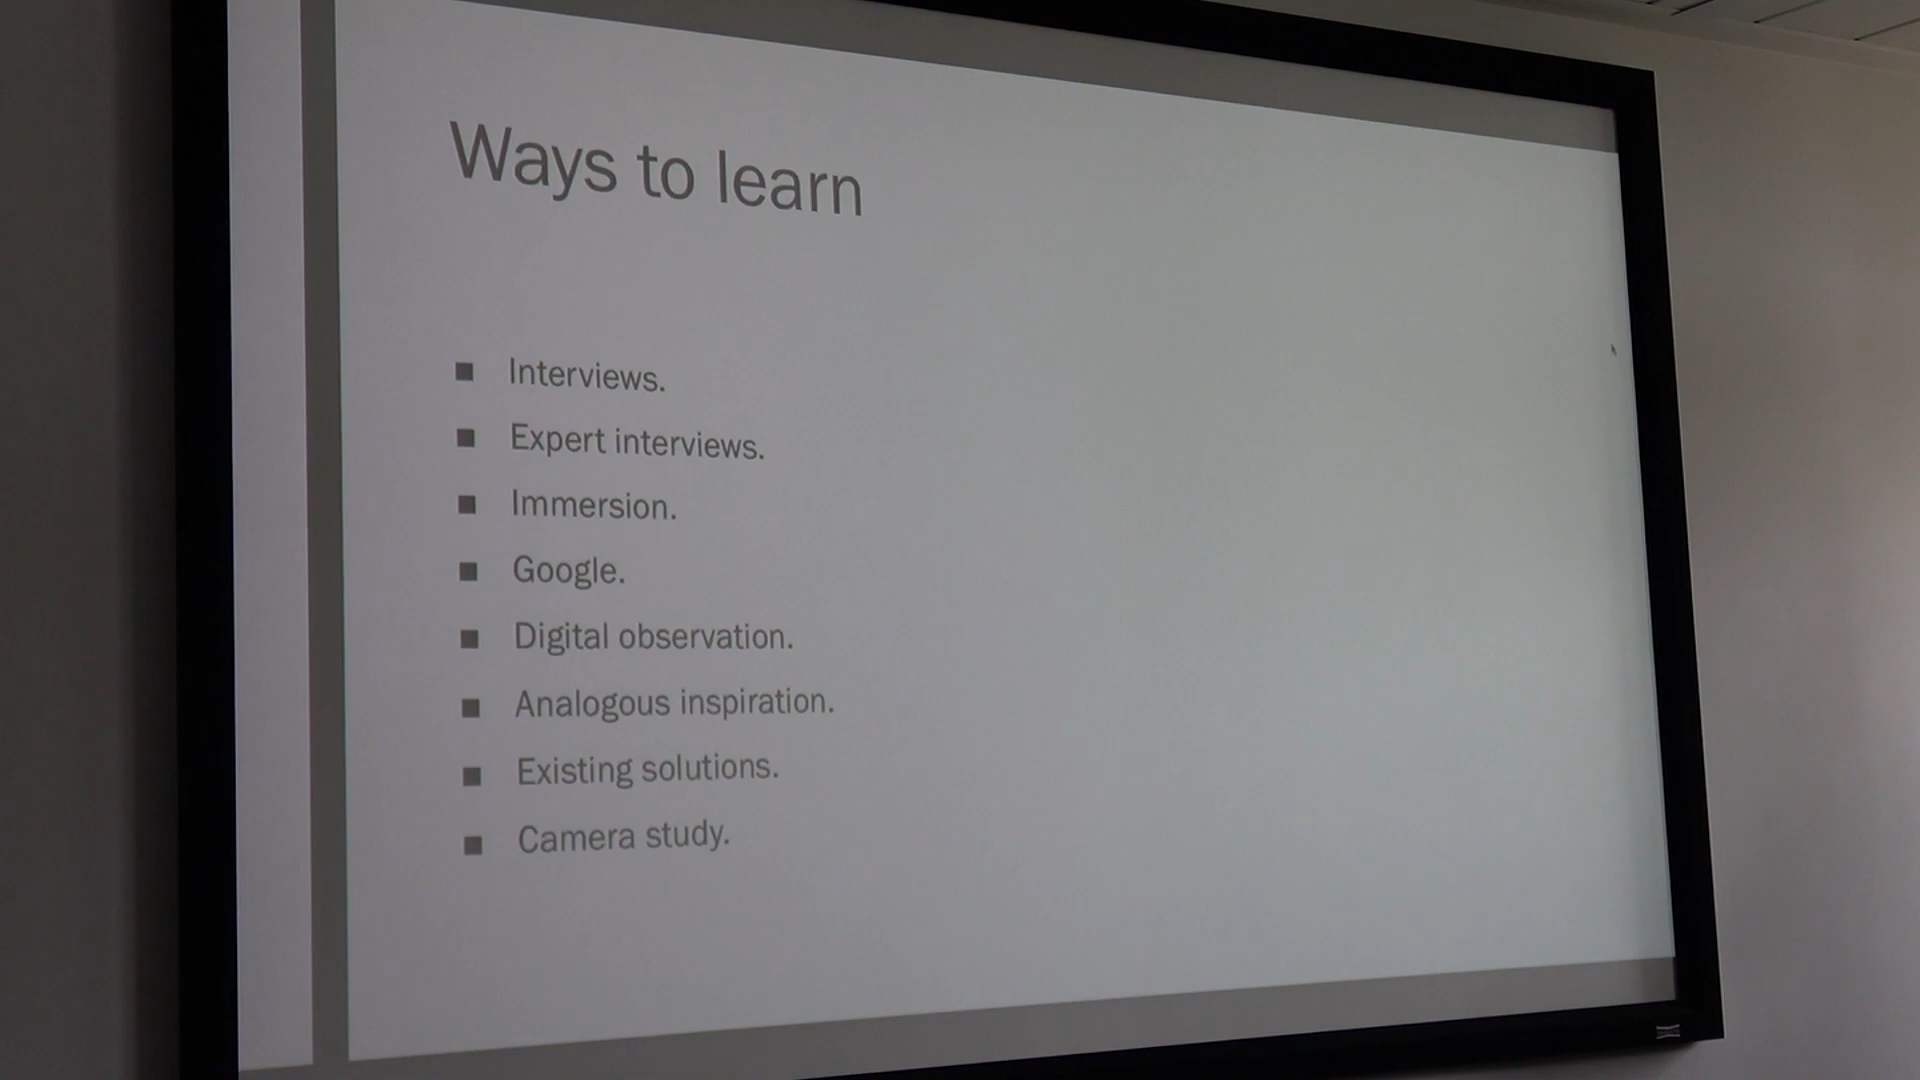 Ways to learn
Interviews.
Expert interviews.
Immersion.
Google.
Digital observation.
Analogous inspiration.
Existing solutions.
Camera study.